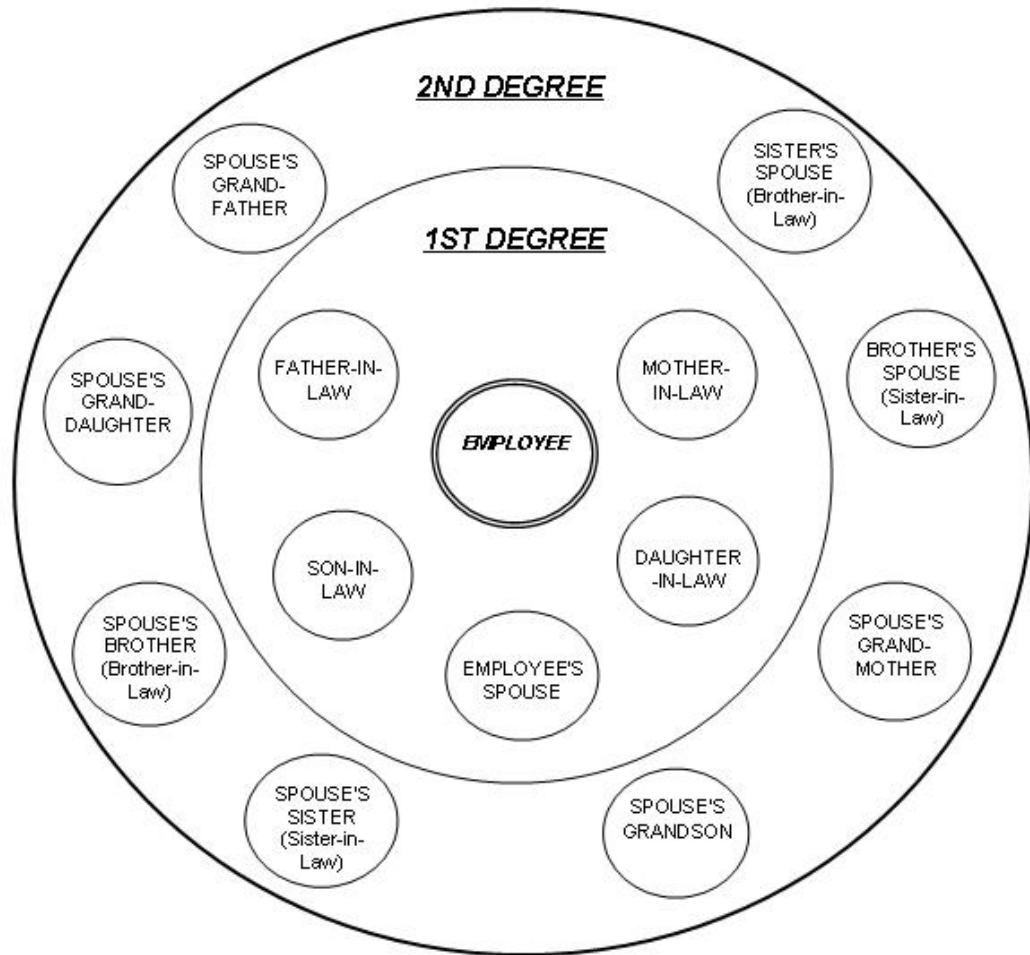 2ND DEGREE
SPOUSE'S
GRAND-
FATHER
SISTER'S
SPOUSE
(Brother-in-
Law)
1ST DEGREE
FATHER-IN-
LAW
MOTHER-
IN-LAW
BROTHER'S
SPOUSE
(Sister-in-
Law)
SPOUSE'S
GRAND-
DAUGHTER
EMPLOYEE
SON-IN-
LAW
DAUGHTER
-IN-LAW
SPOUSE'S
BROTHER
(Brother-in-
Law)
EMPLOYEE'S
SPOUSE
SPOUSE'S
GRAND-
MOTHER
SPOUSE'S
SISTER
(Sister-in-
Law)
SPOUSE'S
GRANDSON